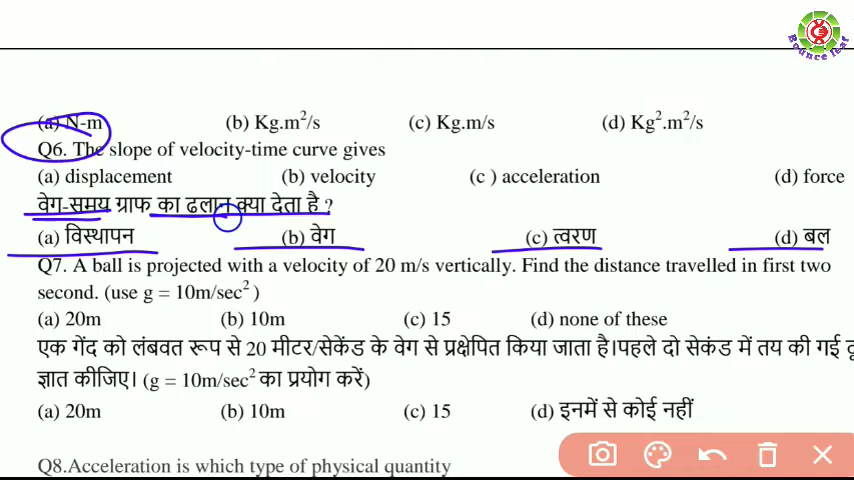 Bounce leaf
(a) N-m (b) Kg.m²/s (c) Kg.m/s (d) Kg².m²/s
Q6. The slope of velocity-time curve gives
(a) displacement (b) velocity (c ) acceleration (d) force
वेग-समय ग्राफ का ढलान क्या देता है ?
(a) विस्थापन (b) वेग (c) त्वरण (d) बल
Q7. A ball is projected with a velocity of 20 m/s vertically. Find the distance travelled in first two
second. (use g = 10m/sec² )
(a) 20m (b) 10m (c) 15 (d) none of these
एक गेंद को लंबवत रूप से 20 मीटर/सेकेंड के वेग से प्रक्षेपित किया जाता है।पहले दो सेकंड में तय की गई
ज्ञात कीजिए। (g = 10m/sec² का प्रयोग करें)
(a) 20m (b) 10m (c) 15 (d) इनमें से कोई नहीं
Q8.Acceleration is which type of physical quantity